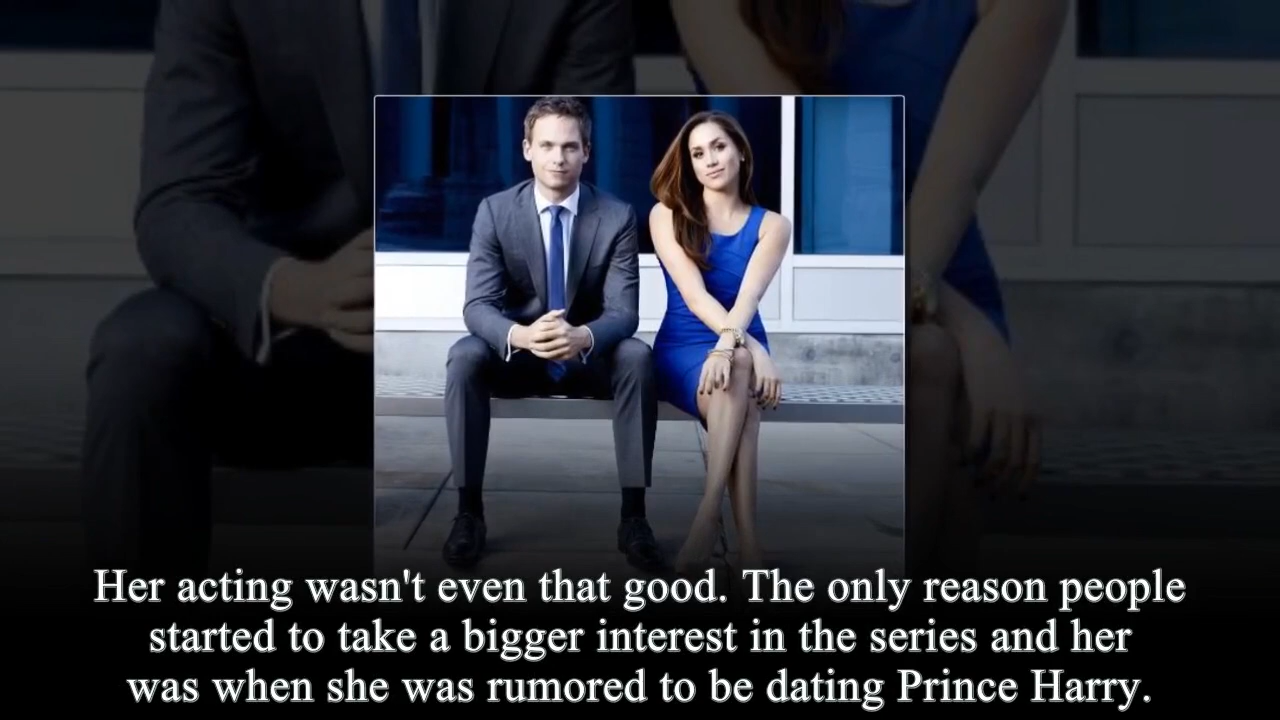 Her acting wasn't even that good. The only reason people
started to take a bigger interest in the series and her
was when she was rumored to be dating Prince Harry.